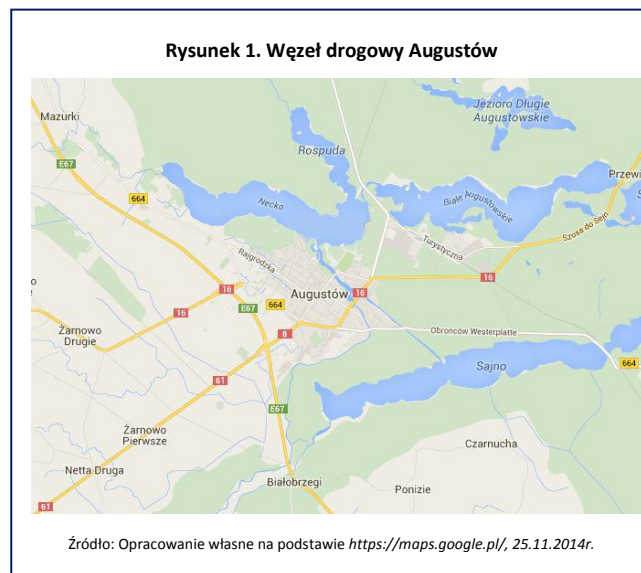 Rysunek 1. Węzeł drogowy Augustów
Jezioro Długie
Augustowskie
Mazurki
Rospuda
E67
Przewi
664
Necko
Białe Augustowskie
Szosa do Sejn
Turystyczna
Rajgrodzka
16
16
Augustów
16
16
E67
664
Żarnowo
Drugie
8
Obrońców Westerplatte
Sajno
664
61
E67
Żarnowo
Pierwsze
Czarnucha
Netta Druga
Białobrzegi
Ponizie
61
Źródło: Opracowanie własne na podstawie https://maps.google.pl/, 25.11.2014r.